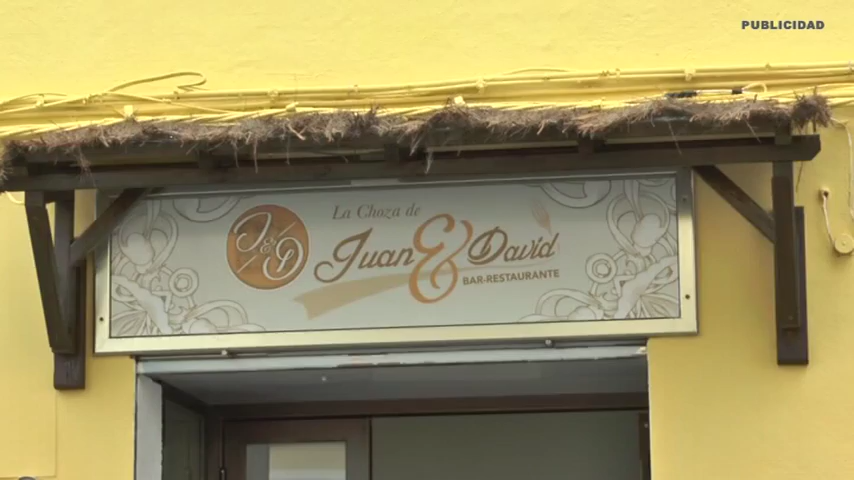 PUBLICIDAD
La Choza de
J&D
Juan & David
BAR-RESTAURANTE